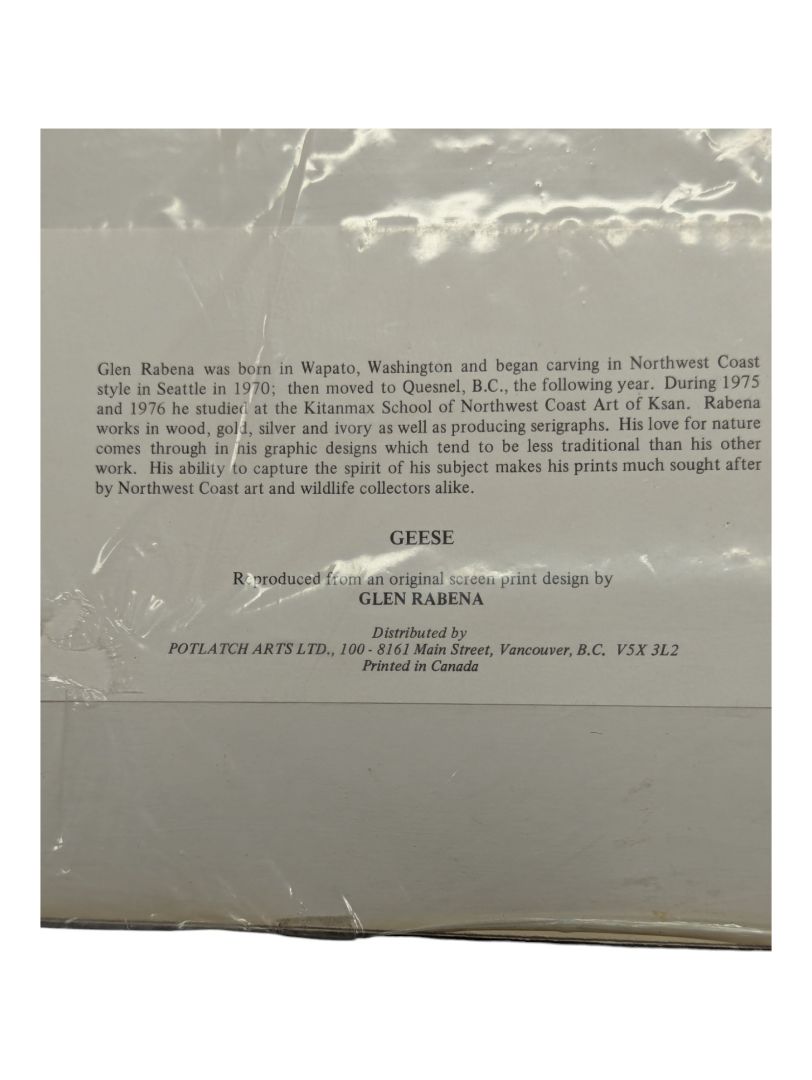 Glen Rabena was born in Wapato, Washington and began carving in Northwest Coast
style in Seattle in 1970; then moved to Quesnel, B.C., the following year. During 1975
and 1976 he studied at the Kitanmax School of Northwest Coast Art of Ksan. Rabena
works in wood, gold, silver and ivory as well as producing serigraphs. His love for nature
comes through in his graphic designs which tend to be less traditional than his other
work. His ability to capture the spirit of his subject makes his prints much sought after
by Northwest Coast art and wildlife collectors alike.
GEESE
Reproduced from an original screen print design by
GLEN RABENA
Distributed by
POTLATCH ARTS LTD., 100 - 8161 Main Street, Vancouver, B.C. V5X 3L2
Printed in Canada